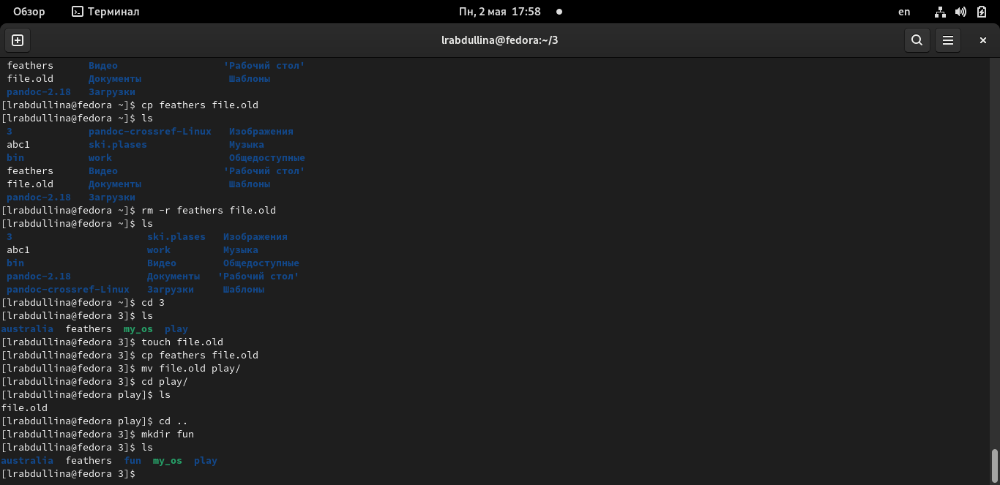 Обзор Терминал Пн, 2 мая 17:58 en
lrabdullina@fedora:~/3
feathers Видео 'Рабочий стол'
file.old Документы Шаблоны
pandoc-2.18 Загрузки
[lrabdullina@fedora ~]$ cp feathers file.old
[lrabdullina@fedora ~]$ ls
3 pandoc-crossref-Linux Изображения
abc1 ski.plases Музыка
bin work Общедоступные
feathers Видео 'Рабочий стол'
file.old Документы Шаблоны
pandoc-2.18 Загрузки
[lrabdullina@fedora ~]$ rm -r feathers file.old
[lrabdullina@fedora ~]$ ls
3 ski.plases Изображения
abc1 work Музыка
bin Видео Общедоступные
pandoc-2.18 Документы 'Рабочий стол'
pandoc-crossref-Linux Загрузки Шаблоны
[lrabdullina@fedora ~]$ cd 3
[lrabdullina@fedora 3]$ ls
australia feathers my_os play
[lrabdullina@fedora 3]$ touch file.old
[lrabdullina@fedora 3]$ cp feathers file.old
[lrabdullina@fedora 3]$ mv file.old play/
[lrabdullina@fedora 3]$ cd play/
[lrabdullina@fedora play]$ ls
file.old
[lrabdullina@fedora play]$ cd ..
[lrabdullina@fedora 3]$ mkdir fun
[lrabdullina@fedora 3]$ ls
australia feathers fun my_os play
[lrabdullina@fedora 3]$